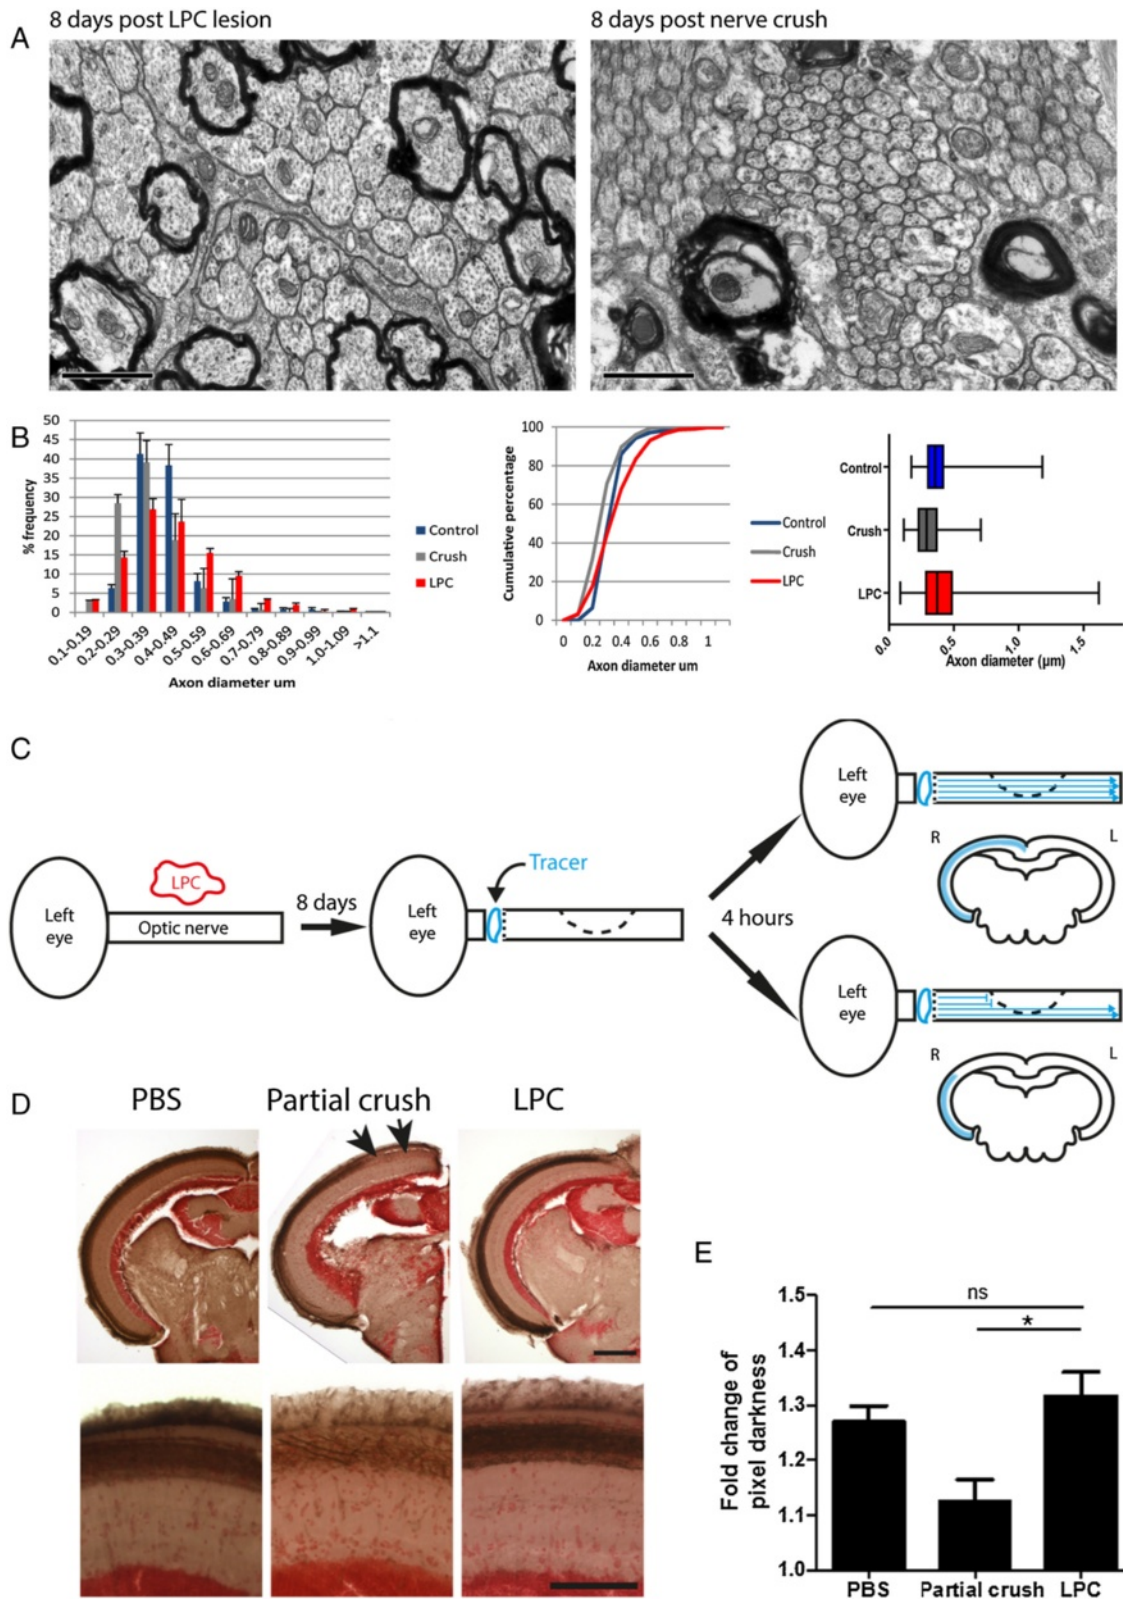 8 days post LPC lesion
8 days post nerve crush
A
B
50
45
40
35
30
25
20
15
10
5
0
% frequency
0.1-0.19
0.2-0.29
0.3-0.39
0.4-0.49
0.5-0.59
0.6-0.69
0.7-0.79
0.8-0.89
0.9-0.99
1.0-1.09
>1.1
Axon diameter um
Control
Crush
LPC
100
80
60
40
20
0
Cumulative percentage
0 0.2 0.4 0.6 0.8 1
Axon diameter um
Control
Crush
LPC
Control
Crush
LPC
0.0 0.5 1.0 1.5
Axon diameter (µm)
C
Left
eye
LPC
Optic nerve
8 days
Left
eye
Tracer
4 hours
Left
eye
R L
Left
eye
R L
D
PBS Partial crush LPC
E
1.5
1.4
1.3
1.2
1.1
1.0
Fold change of
pixel darkness
ns
*
PBS Partial crush LPC